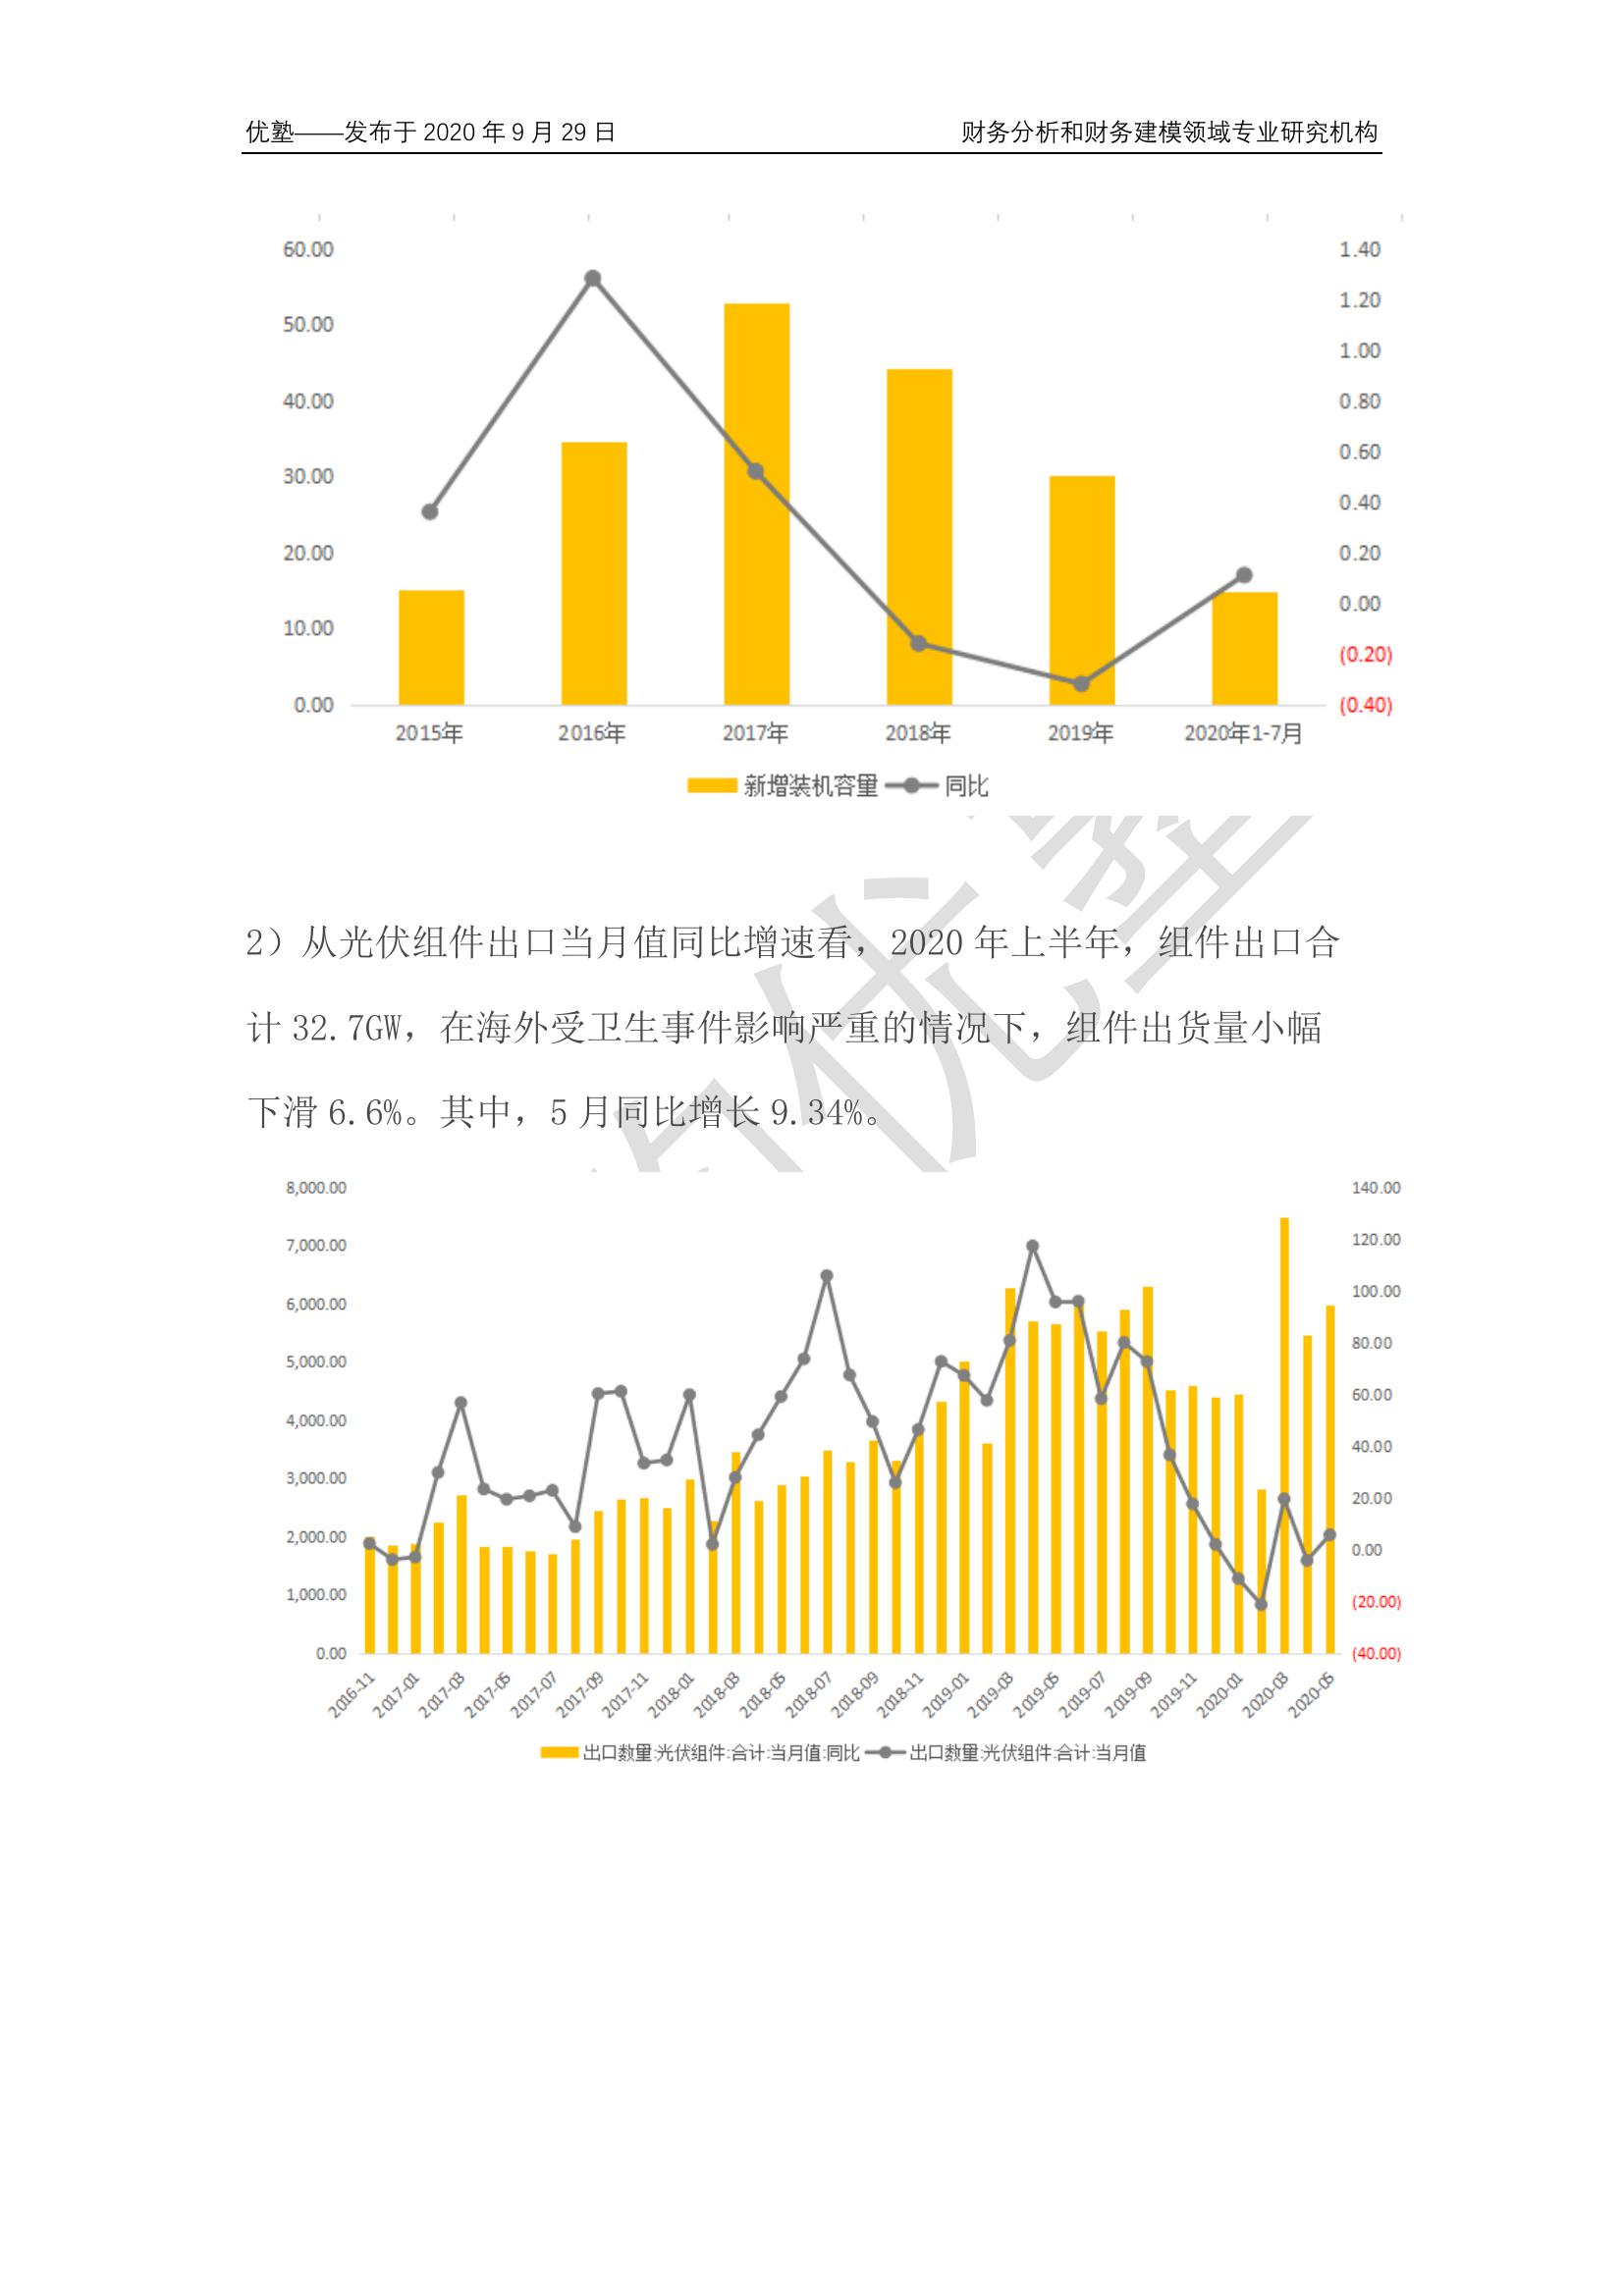 优塾——发布于 2020 年 9 月 29 日 财务分析和财务建模领域专业研究机构
60.00 1.40
1.20
50.00
1.00
40.00 0.80
0.60
30.00
0.40
20.00 0.20
0.00
10.00
(0.20)
0.00 (0.40)
2015年 2016年 2017年 2018年 2019年 2020年1-7月
新增装机容量 同比
2）从光伏组件出口当月值同比增速看，2020 年上半年，组件出口合
计 32.7GW，在海外受卫生事件影响严重的情况下，组件出货量小幅
下滑 6.6%。其中，5 月同比增长 9.34%。
8,000.00 140.00
7,000.00 120.00
6,000.00 100.00
5,000.00 80.00
4,000.00 60.00
3,000.00 40.00
2,000.00 20.00
0.00
1,000.00 (20.00)
0.00 (40.00)
2016-11 2017-01 2017-03 2017-05 2017-07 2017-09 2017-11 2018-01 2018-03 2018-05 2018-07 2018-09 2018-11 2019-01 2019-03 2019-05 2019-07 2019-09 2019-11 2020-01 2020-03 2020-05
出口数量:光伏组件:合计:当月值:同比 出口数量:光伏组件:合计:当月值
优塾